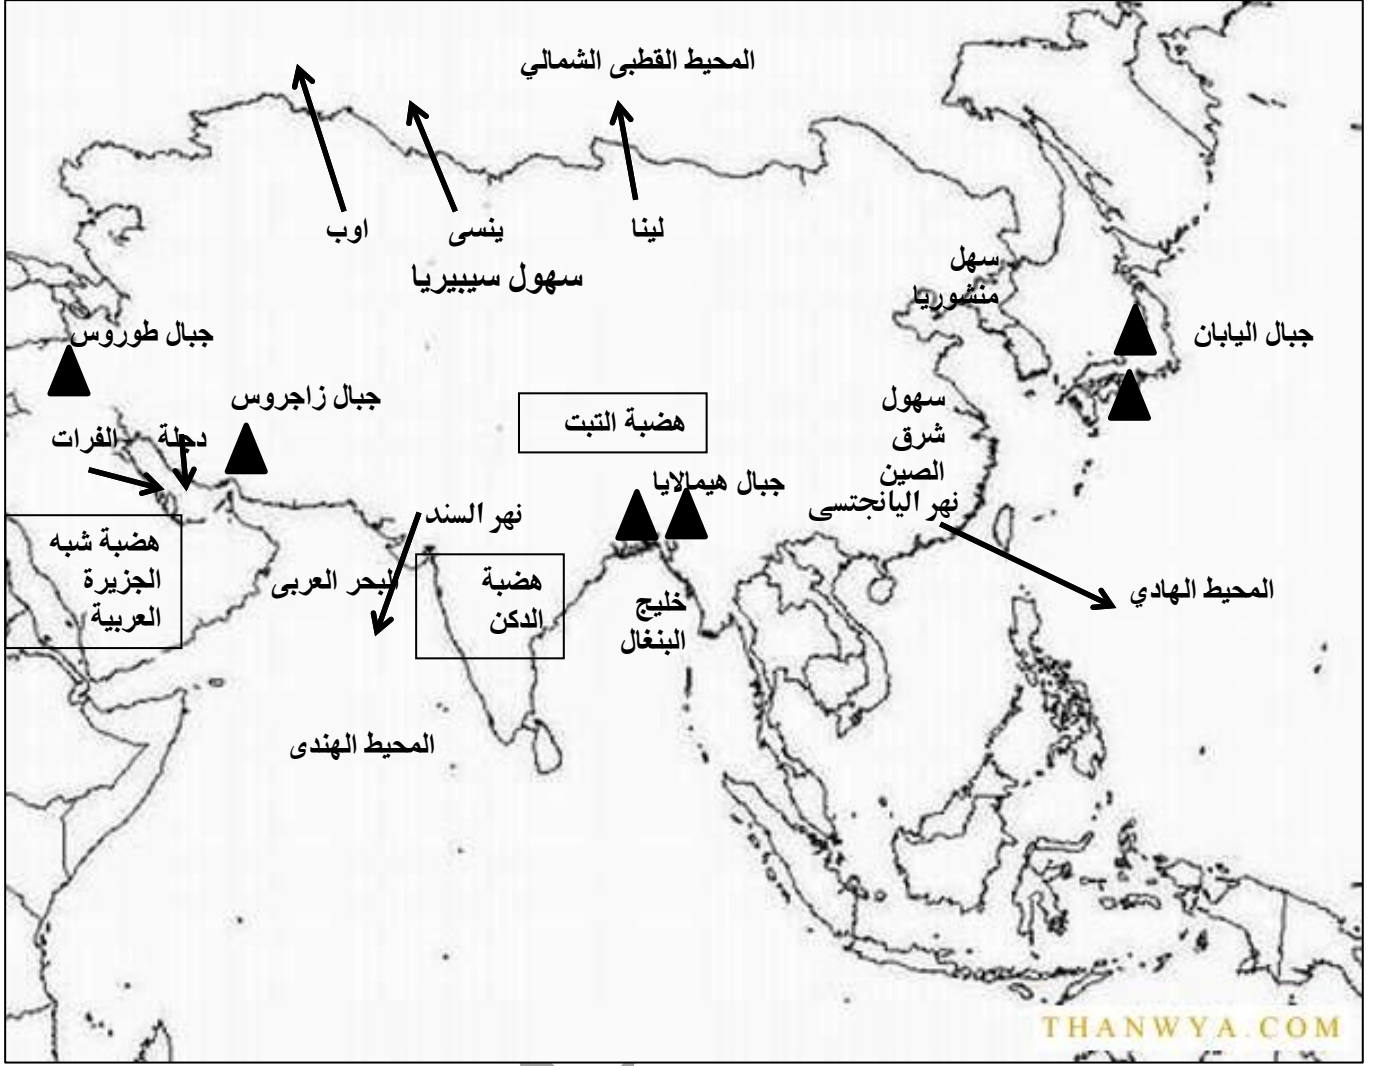 المحيط القطبى الشمالي
اوب
ينسى
لينا
سهول سيبيريا
سهل
منشوريا
جبال طوروس
جبال اليابان
جبال زاجروس
هضبة التبت
سهول
شرق
الصين
الفرات
دجلة
جبال هيمالايا
نهر اليانجتسى
نهر السند
هضبة شبه
الجزيرة
العربية
البحر العربى
هضبة
الدكن
خليج
البنغال
المحيط الهادي
المحيط الهندى
THANWYA.COM